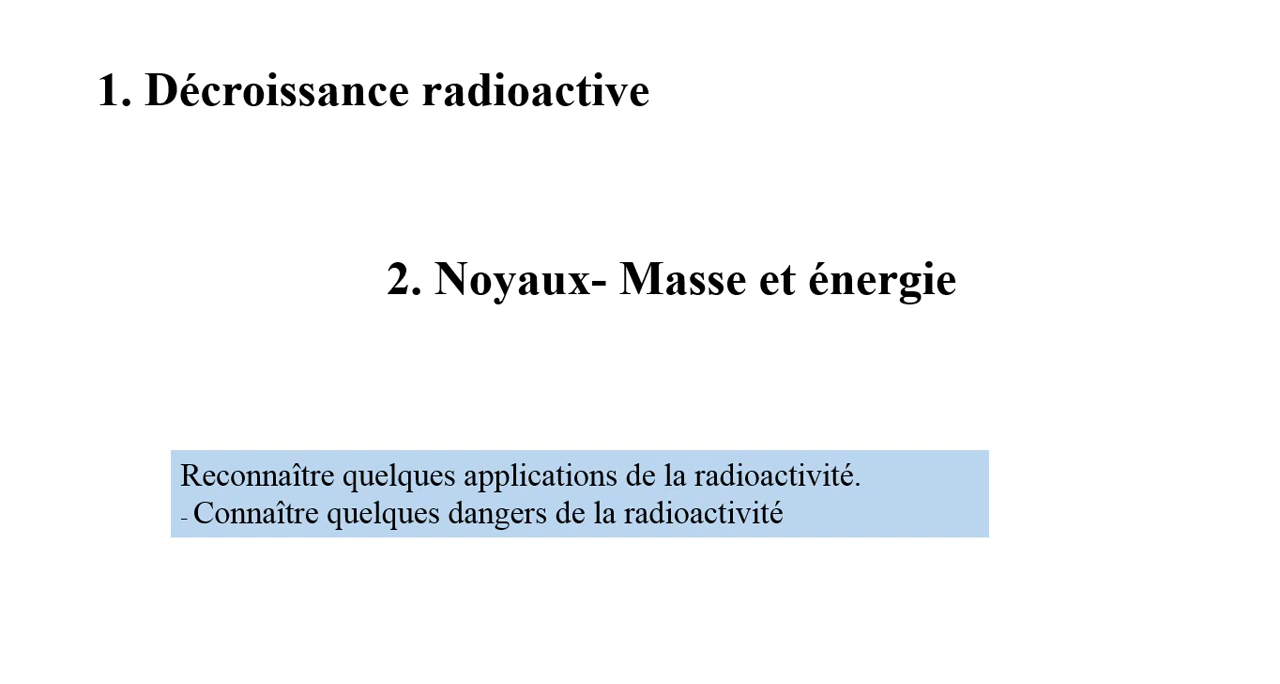 1. Décroissance radioactive
2. Noyaux- Masse et énergie
Reconnaître quelques applications de la radioactivité.
- Connaître quelques dangers de la radioactivité